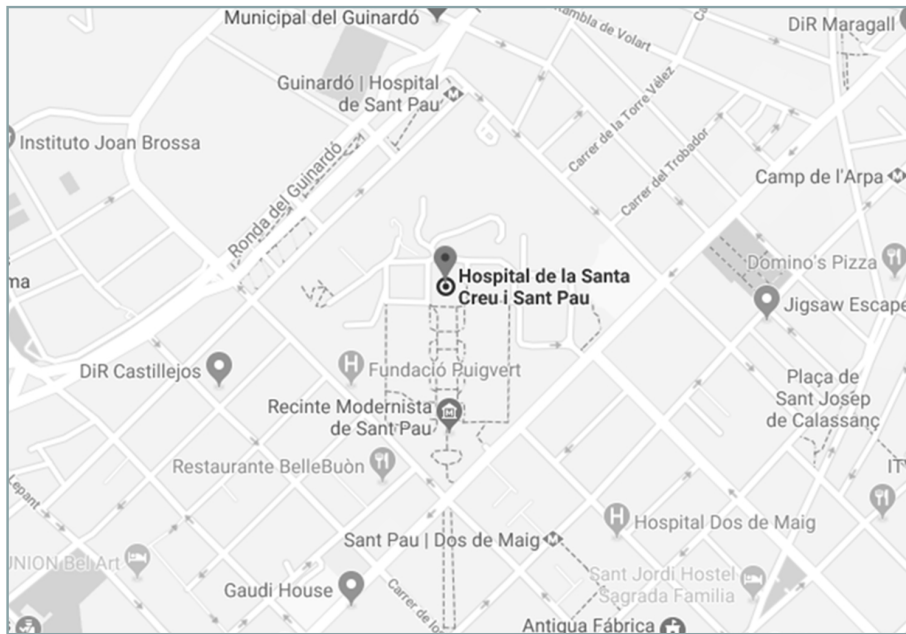 Municipal del Guinardó
Rambla de Volart
DiR Maragall
Guinardó | Hospital
de Sant Pau
Instituto Joan Brossa
Carrer de la Torre Vélez
Carrer del Trobador
Camp de l'Arpa
Ronda del Guinardó
Domino's Pizza
Hospital de la Santa
Creu i Sant Pau
Jigsaw Escape
DiR Castillejos
Fundació Puigvert
Plaça de
Sant Josep
de Calassanç
Recinte Modernista
de Sant Pau
Restaurante BelleBuòn
Lepant
Hospital Dos de Maig
Sant Pau | Dos de Maig
UNION Bel Art
Gaudi House
Carrer de
Sant Jordi Hostel
Sagrada Familia
Antigua Fábrica